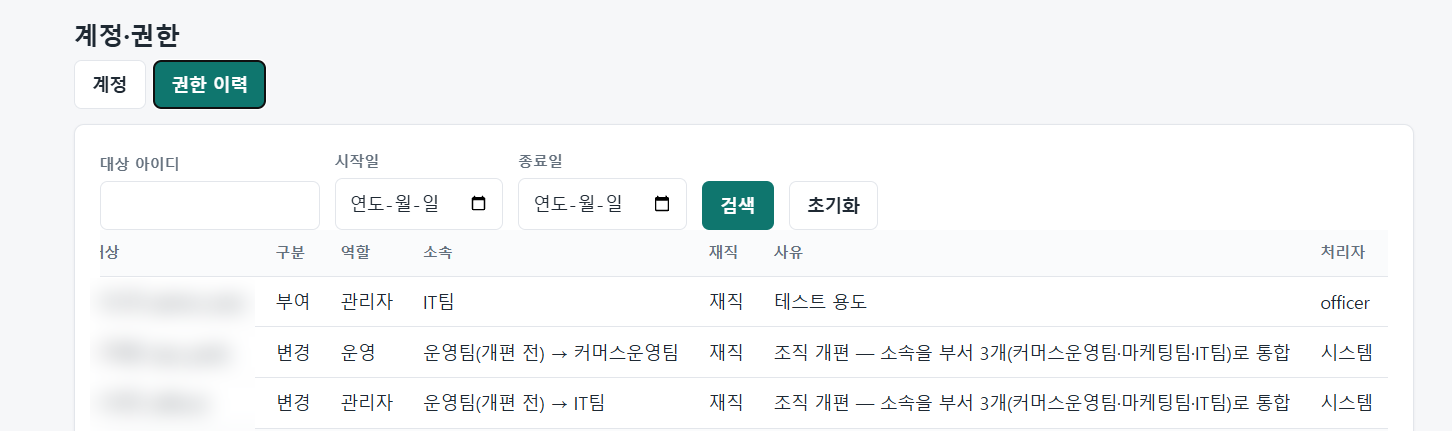 계정·권한
계정 권한 이력
대상 아이디 시작일 종료일
연도-월-일 연도-월-일 검색 초기화
상 구분 역할 소속 재직 사유 처리자
부여 관리자 IT팀 재직 테스트 용도 officer
변경 운영 운영팀(개편 전) → 커머스운영팀 재직 조직 개편 — 소속을 부서 3개(커머스운영팀·마케팅팀·IT팀)로 통합 시스템
변경 관리자 운영팀(개편 전) → IT팀 재직 조직 개편 — 소속을 부서 3개(커머스운영팀·마케팅팀·IT팀)로 통합 시스템